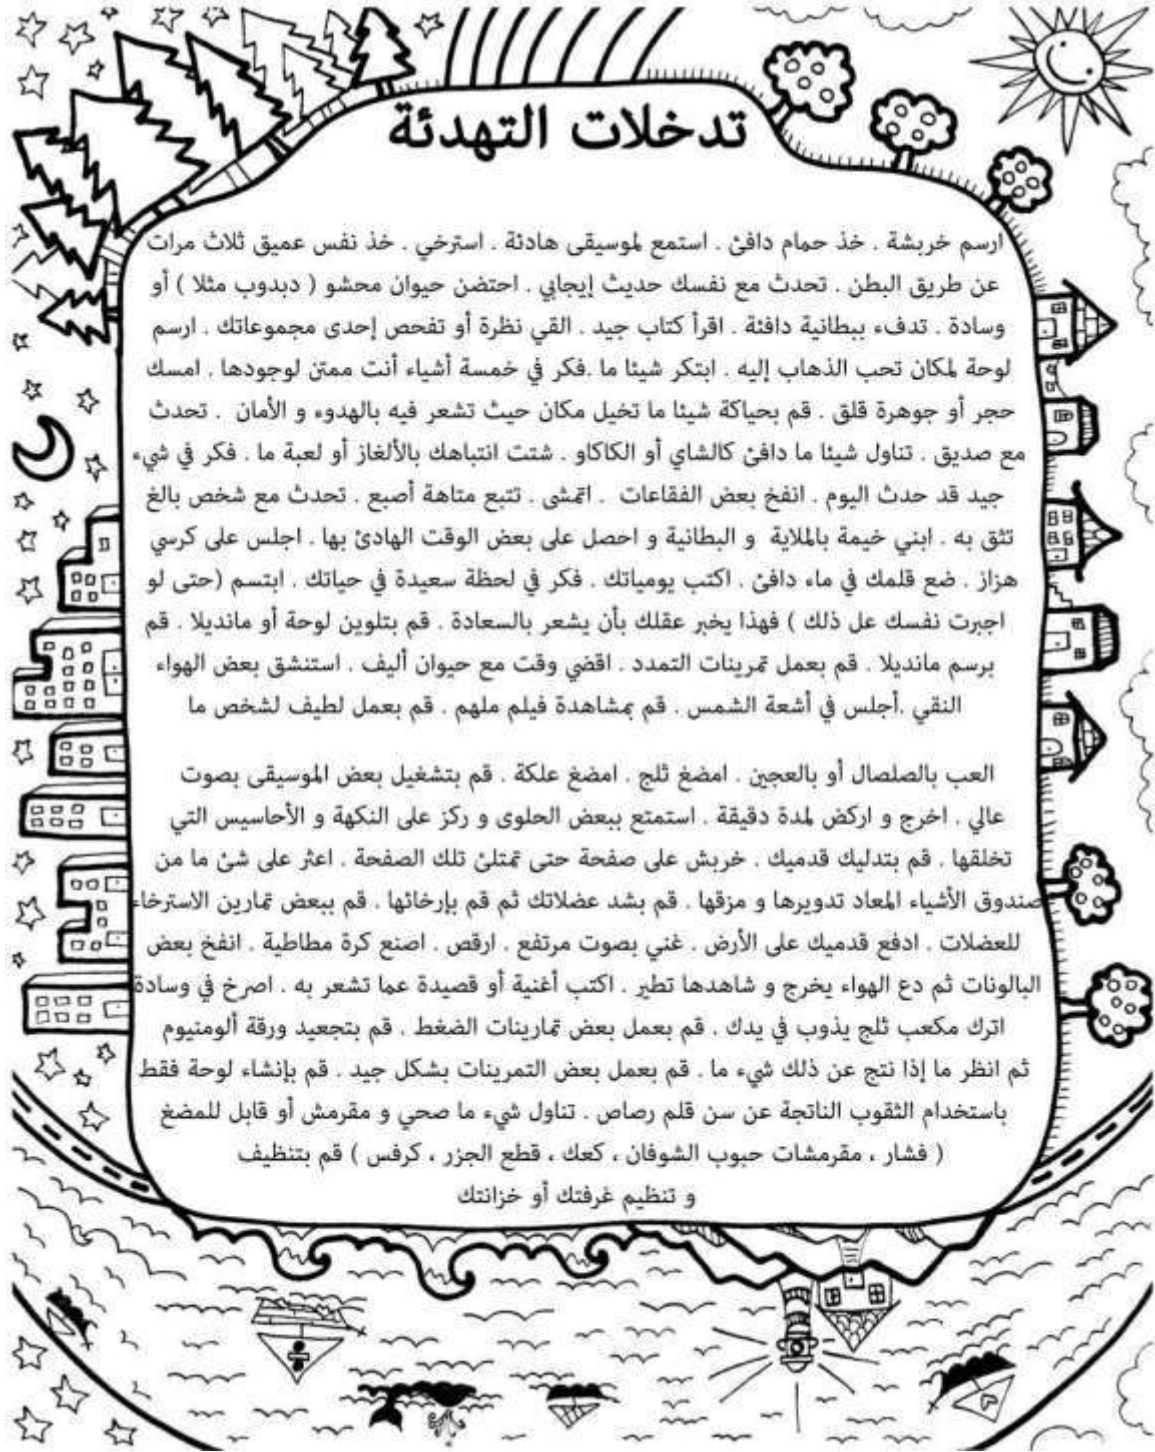 تدخلات التهدئة
ارسم خربشة . خذ حمام دافئ . استمع لموسيقى هادئة . استرخي . خذ نفس عميق ثلاث مرات
عن طريق البطن . تحدث مع نفسك حديث إيجابي . احتضن حيوان محشو ( دبدوب مثلا ) أو
وسادة . تدفء ببطانية دافئة . اقرأ كتاب جيد . القي نظرة أو تفحص إحدى مجموعاتك . ارسم
لوحة لمكان تحب الذهاب إليه . ابتكر شيئا ما .فكر في خمسة أشياء أنت ممتن لوجودها . امسك
حجر أو جوهرة قلق . قم بحياكة شيئا ما تخيل مكان حيث تشعر فيه بالهدوء و الأمان . تحدث
مع صديق . تناول شيئا ما دافئ كالشاي أو الكاكاو . شتت انتباهك بالألغاز أو لعبة ما . فكر في شيء
جيد قد حدث اليوم . انفخ بعض الفقاعات . اتمشى . تتبع متاهة أصبع . تحدث مع شخص بالغ
تثق به . ابني خيمة بالملاية و البطانية و احصل على بعض الوقت الهادئ بها . اجلس على كرسي
هزاز . ضع قلمك في ماء دافئ . اكتب يومياتك . فكر في لحظة سعيدة في حياتك . ابتسم (حتى لو
اجبرت نفسك عل ذلك ) فهذا يخبر عقلك بأن يشعر بالسعادة . قم بتلوين لوحة أو مانديلا . قم
برسم مانديلا . قم بعمل تمرينات التمدد . اقضي وقت مع حيوان أليف . استنشق بعض الهواء
النقي .أجلس في أشعة الشمس . قم بمشاهدة فيلم ملهم . قم بعمل لطيف لشخص ما
العب بالصلصال أو بالعجين . امضغ ثلج . امضغ علكة . قم بتشغيل بعض الموسيقى بصوت
عالي . اخرج و اركض لمدة دقيقة . استمتع ببعض الحلوى و ركز على النكهة و الأحاسيس التي
تخلقها . قم بتدليك قدميك . خربش على صفحة حتى تمتلئ تلك الصفحة . اعثر على شئ ما من
صندوق الأشياء المعاد تدويرها و مزقها . قم بشد عضلاتك ثم قم بإرخائها . قم ببعض تمارين الاسترخاء
للعضلات . ادفع قدميك على الأرض . غني بصوت مرتفع . ارقص . اصنع كرة مطاطية . انفخ بعض
البالونات ثم دع الهواء يخرج و شاهدها تطير . اكتب أغنية أو قصيدة عما تشعر به . اصرخ في وسادة
اترك مكعب ثلج يذوب في يدك . قم بعمل بعض تمارينات الضغط . قم بتجعيد ورقة ألومنيوم
ثم انظر ما إذا نتج عن ذلك شيء ما . قم بعمل بعض التمرينات بشكل جيد . قم بإنشاء لوحة فقط
باستخدام الثقوب الناتجة عن سن قلم رصاص . تناول شيء ما صحي و مقرمش أو قابل للمضغ
( فشار ، مقرمشات حبوب الشوفان ، كعك ، قطع الجزر ، كرفس ) قم بتنظيف
و تنظيم غرفتك أو خزانتك